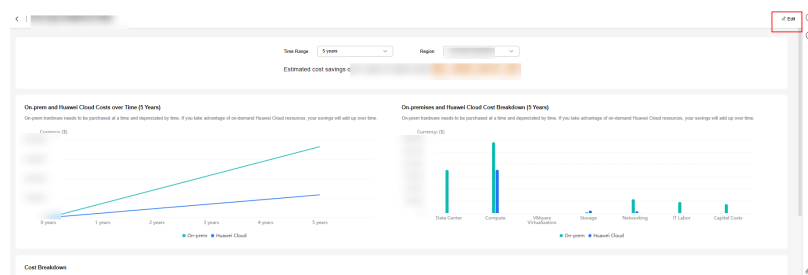 Edit
Time Range 5 years Region
Estimated cost savings o
On-prem and Huawei Cloud Costs over Time (5 Years)
On-prem hardware needs to be purchased at a time and depreciated by time. If you take advantage of on-demand Huawei Cloud resources, your savings will add up over time.
Currency: ($)
0 years 1 years 2 years 3 years 4 years 5 years
On-prem Huawei Cloud
On-premises and Huawei Cloud Cost Breakdown (5 Years)
On-prem hardware needs to be purchased at a time and depreciated by time. If you take advantage of on-demand Huawei Cloud resources, your savings will add up over time.
Currency: ($)
Data Center Compute VMware Virtualization Storage Networking IT Labor Capital Costs
On-prem Huawei Cloud
Cost Breakdown